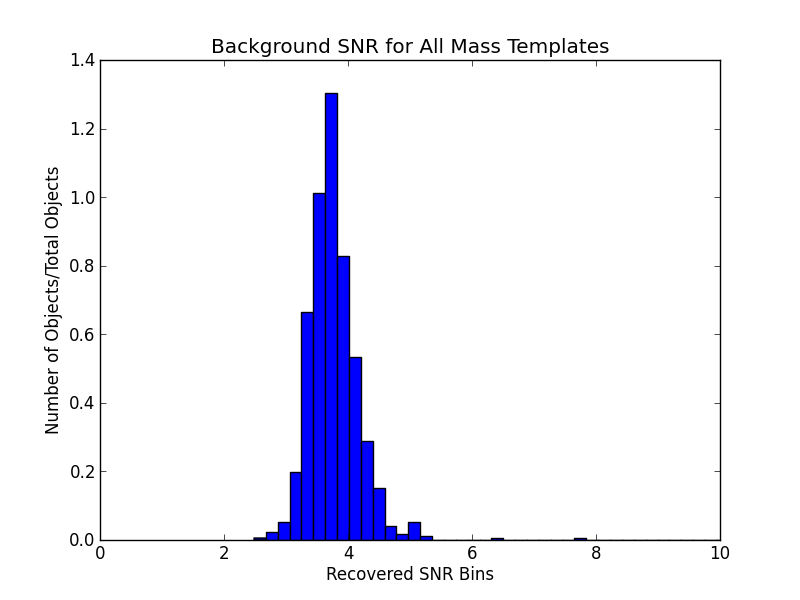 Background SNR for All Mass Templates
1.4
1.2
1.0
0.8
0.6
0.4
0.2
0.0
Number of Objects/Total Objects
0 2 4 6 8 10
Recovered SNR Bins